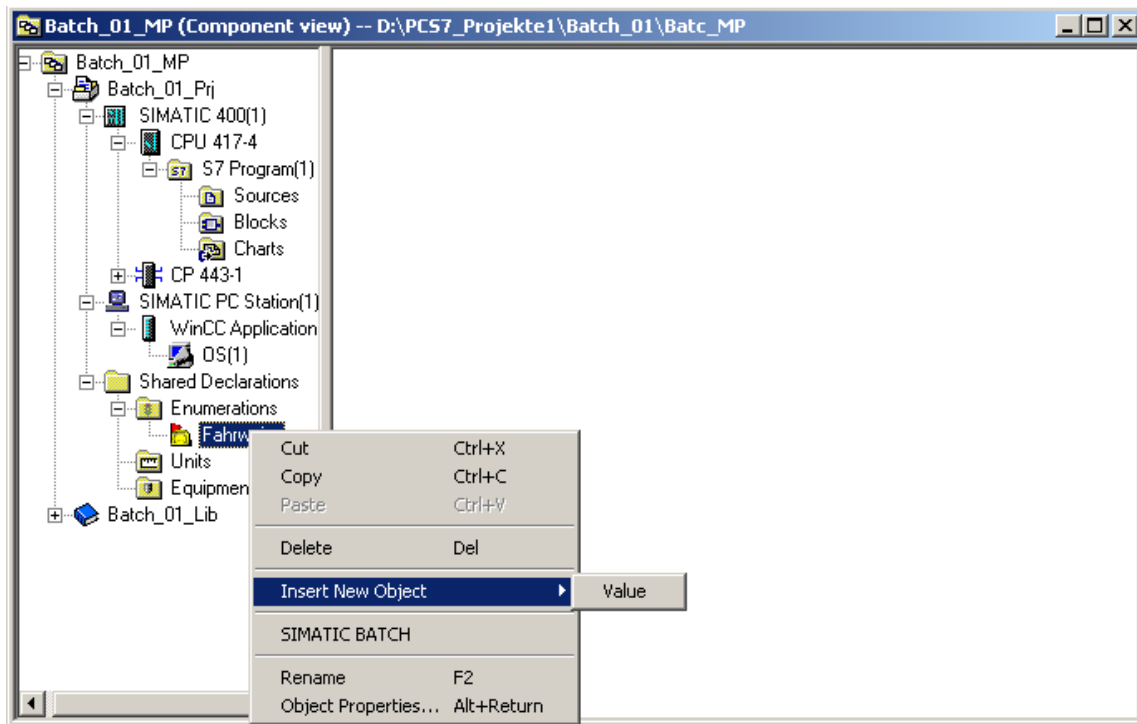 Batch_01_MP (Component view) -- D:\PCS7_Projekte1\Batch_01\Batc_MP
Batch_01_MP
Batch_01_Prj
SIMATIC 400(1)
CPU 417-4
S7 Program(1)
Sources
Blocks
Charts
CP 443-1
SIMATIC PC Station(1)
WinCC Application
OS(1)
Shared Declarations
Enumerations
Units
Batch_01_Lib
Cut Ctrl+X
Copy Ctrl+C
Paste Ctrl+V
Delete Del
Insert New Object
Value
SIMATIC BATCH
Rename F2
Object Properties... Alt+Return